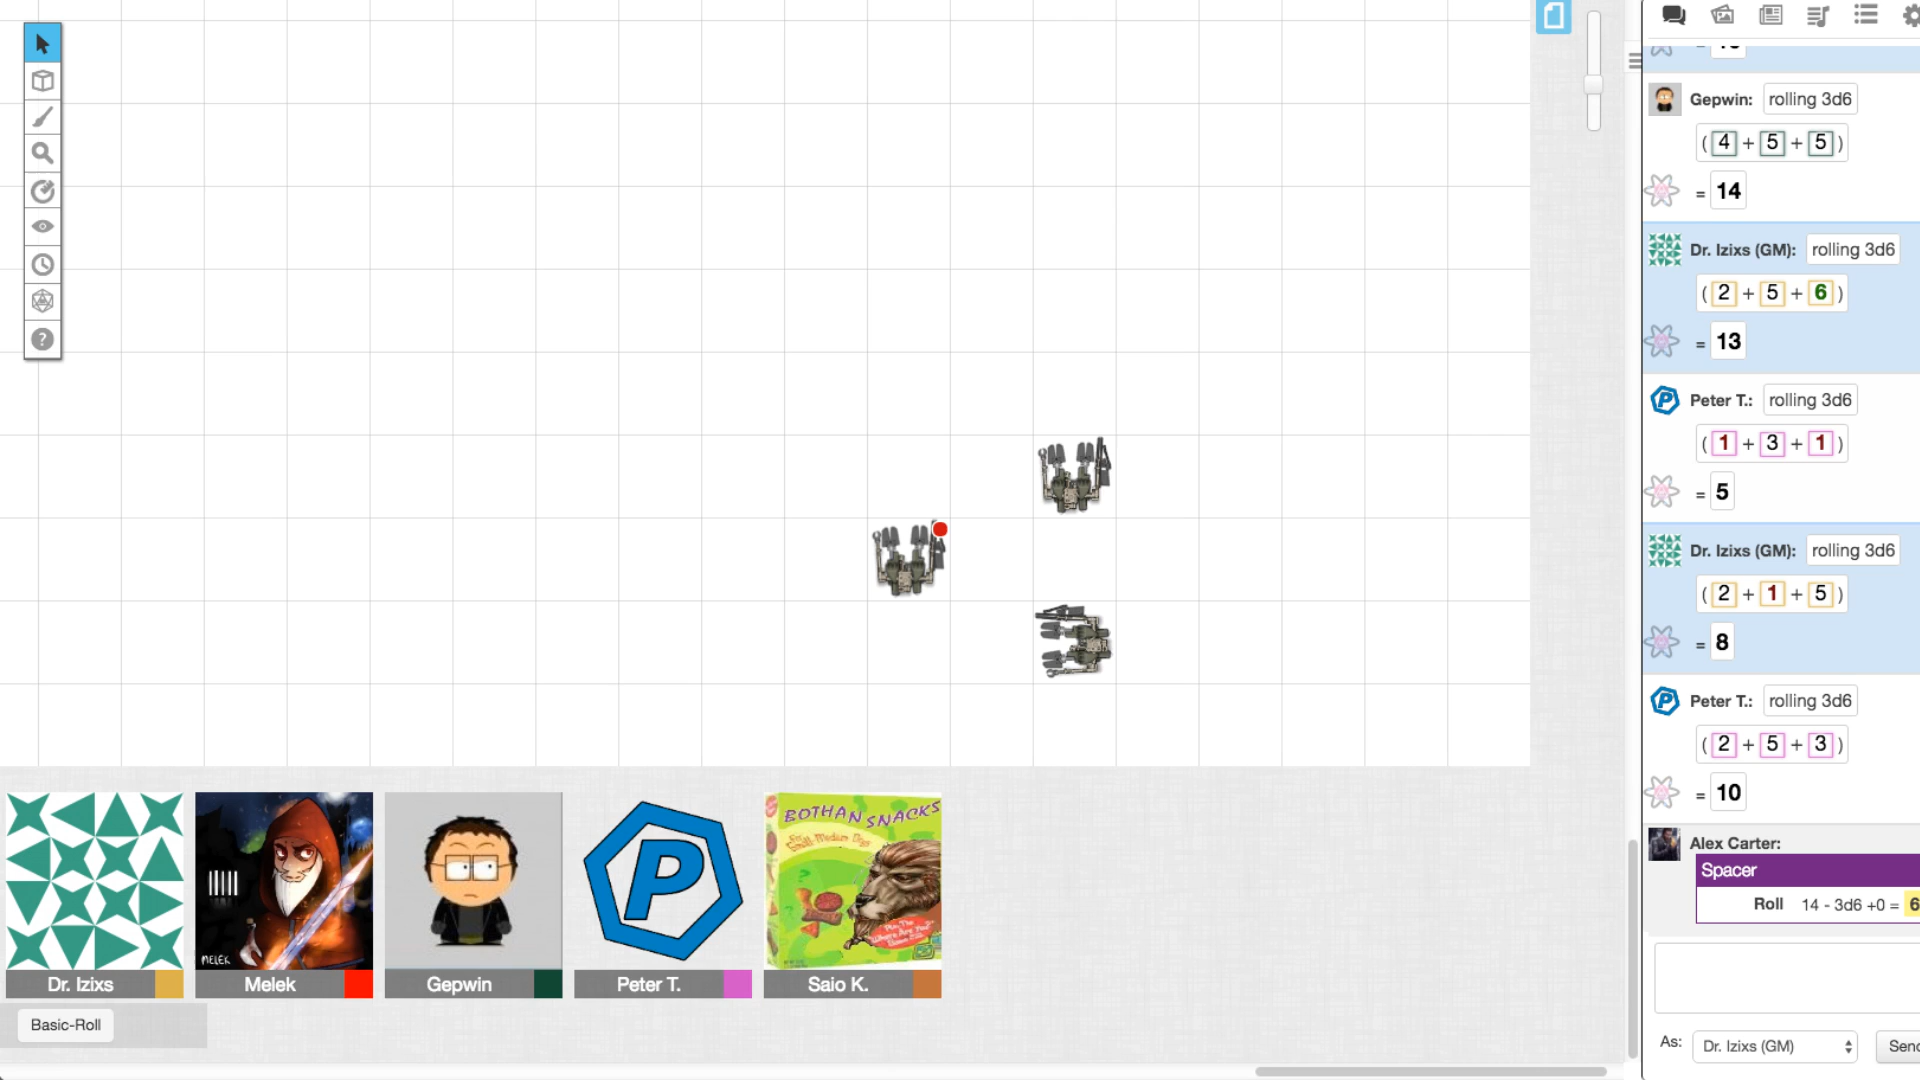 Gepwin: rolling 3d6
( 4 + 5 + 5 )
= 14
Dr. Izixs (GM): rolling 3d6
( 2 + 5 + 6 )
= 13
Peter T.: rolling 3d6
( 1 + 3 + 1 )
= 5
Dr. Izixs (GM): rolling 3d6
( 2 + 1 + 5 )
= 8
Peter T.: rolling 3d6
( 2 + 5 + 3 )
= 10
Alex Carter:
Spacer
Roll 14 - 3d6 +0 = 6
As: Dr. Izixs (GM) Send
?
MELEK
P
BOTHAN SNACKS
Dr. Izixs
Melek
Gepwin
Peter T.
Saio K.
Basic-Roll